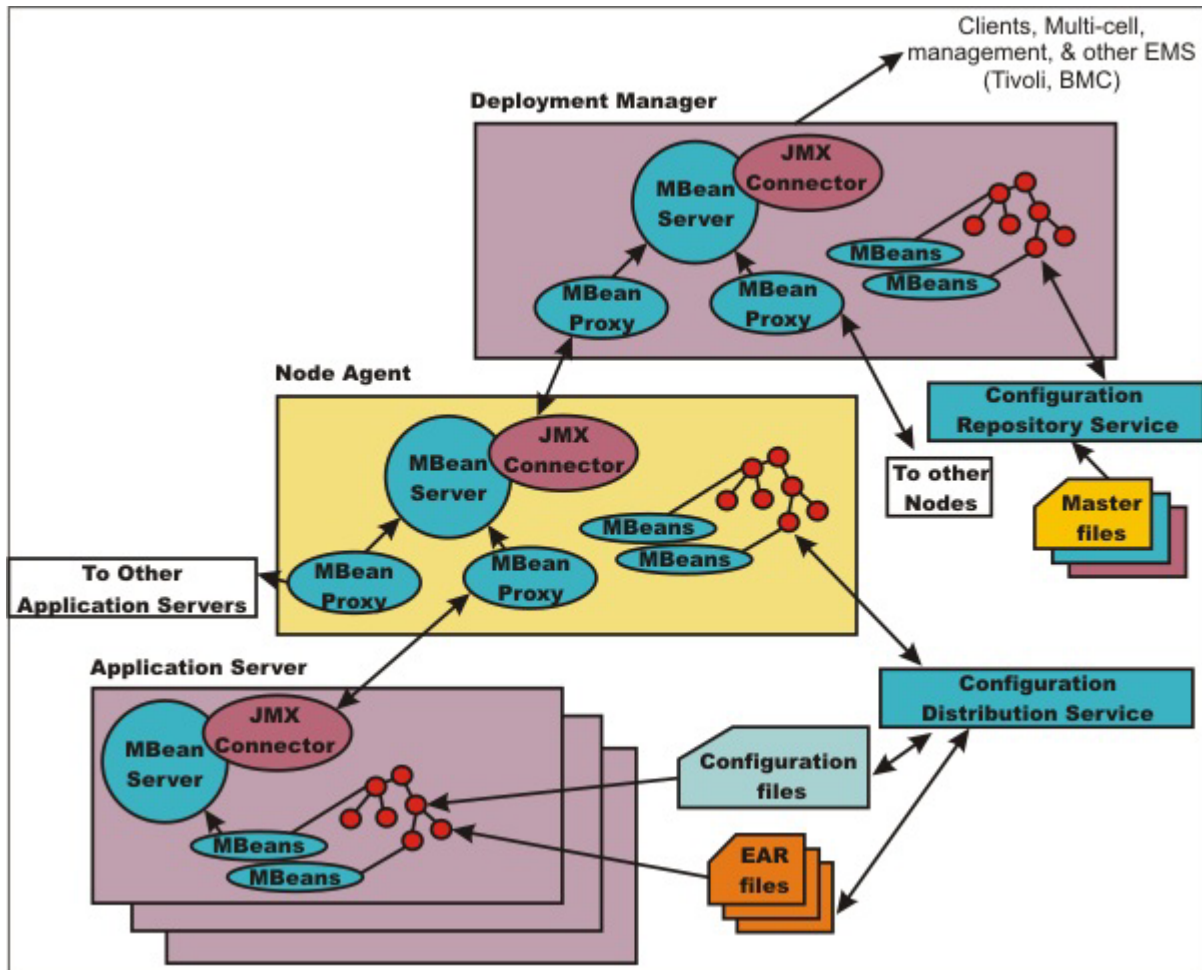 Clients, Multi-cell,
management, & other EMS
(Tivoli, BMC)
Deployment Manager
JMX
Connector
MBean
Server
MBeans
MBeans
MBean
Proxy
MBean
Proxy
Configuration
Repository Service
Node Agent
JMX
Connector
MBean
Server
To other
Nodes
Master
files
MBeans
MBeans
To Other
Application Servers
MBean
Proxy
MBean
Proxy
Application Server
Configuration
Distribution Service
JMX
Connector
MBean
Server
Configuration
files
MBeans
MBeans
EAR
files